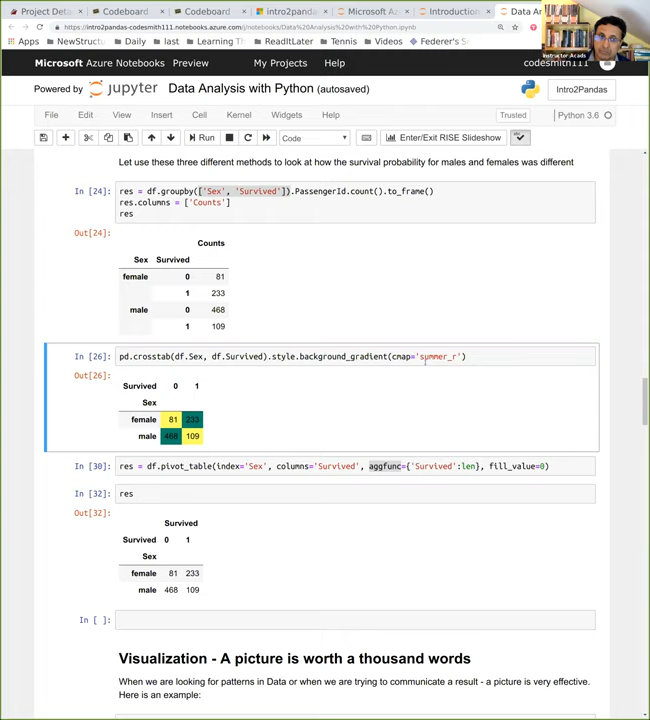 Project Deta
Codeboard
Codeboard
intro2pandas
Microsoft Az
Introduction
Data An
https://intro2pandas-codesmith111.notebooks.azure.com/j/notebooks/Data%20Analysis%20with%20Python.ipynb
Apps
NewStructu
Daily
last
Learning Th
ReadItLater
Tennis
Videos
Federer's S
Instructor Acads
Microsoft Azure Notebooks
Preview
My Projects
Help
codesmith111
Powered by
jupyter
Data Analysis with Python (autosaved)
Intro2Pandas
File
Edit
View
Insert
Cell
Kernel
Widgets
Help
Trusted
Python 3.6
Run
Code
Enter/Exit RISE Slideshow
Let use these three different methods to look at how the survival probability for males and females was different
In [24]:
res = df.groupby(['Sex', 'Survived']).PassengerId.count().to_frame()
res.columns = ['Counts']
res
Out[24]:
Counts
Sex Survived
female 0 81
1 233
male 0 468
1 109
In [26]:
pd.crosstab(df.Sex, df.Survived).style.background_gradient(cmap='summer_r')
Out[26]:
Survived 0 1
Sex
female 81 233
male 468 109
In [30]:
res = df.pivot_table(index='Sex', columns='Survived', aggfunc={'Survived':len}, fill_value=0)
In [32]:
res
Out[32]:
Survived
Survived 0 1
Sex
female 81 233
male 468 109
In [ ]:
Visualization - A picture is worth a thousand words
When we are looking for patterns in Data or when we are trying to communicate a result - a picture is very effective.
Here is an example: